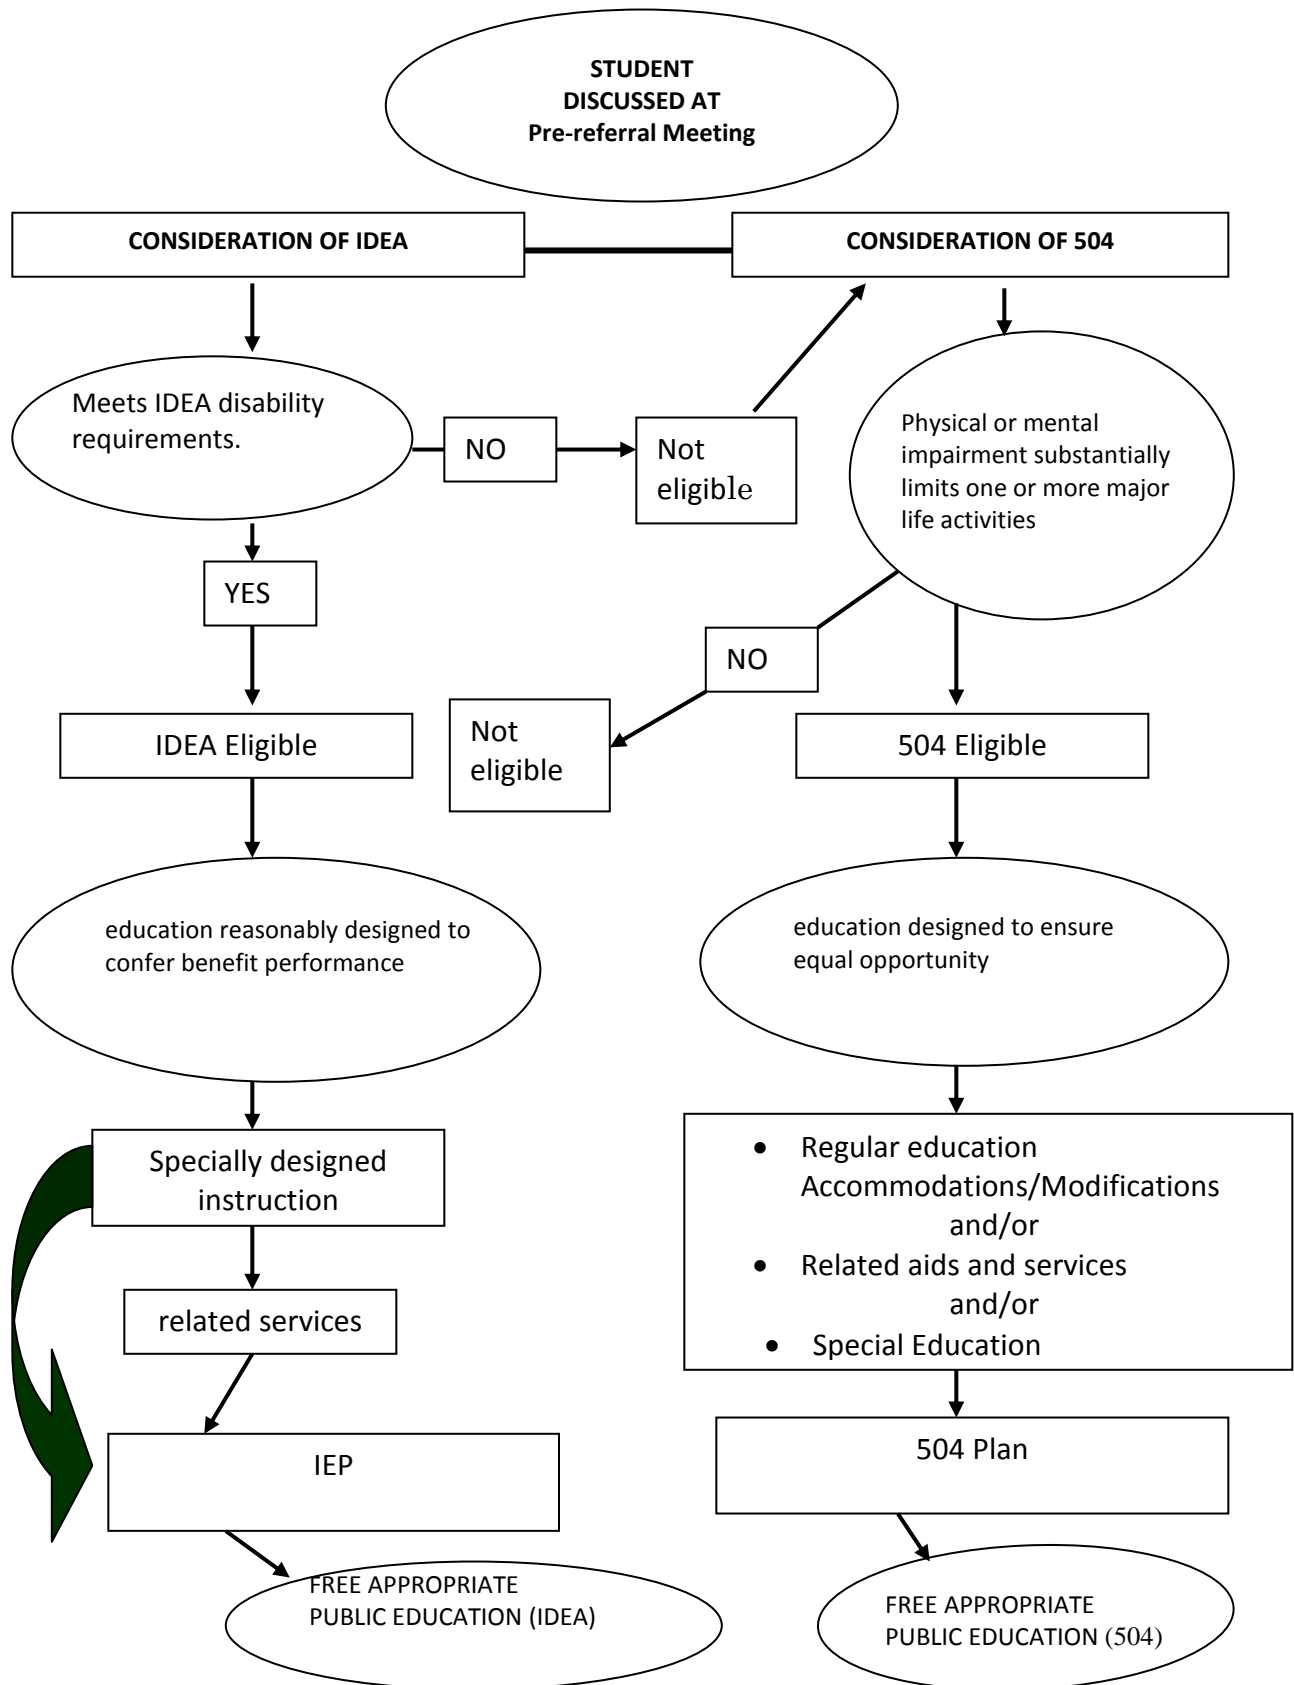 STUDENT
DISCUSSED AT
Pre-referral Meeting
CONSIDERATION OF IDEA
CONSIDERATION OF 504
Meets IDEA disability
requirements.
NO
Not
eligible
Physical or mental
impairment substantially
limits one or more major
life activities
YES
NO
IDEA Eligible
Not
eligible
504 Eligible
education reasonably designed to
confer benefit performance
education designed to ensure
equal opportunity
Specially designed
instruction
related services
• Regular education
Accommodations/Modifications
and/or
• Related aids and services
and/or
• Special Education
IEP
504 Plan
FREE APPROPRIATE
PUBLIC EDUCATION (IDEA)
FREE APPROPRIATE
PUBLIC EDUCATION (504)